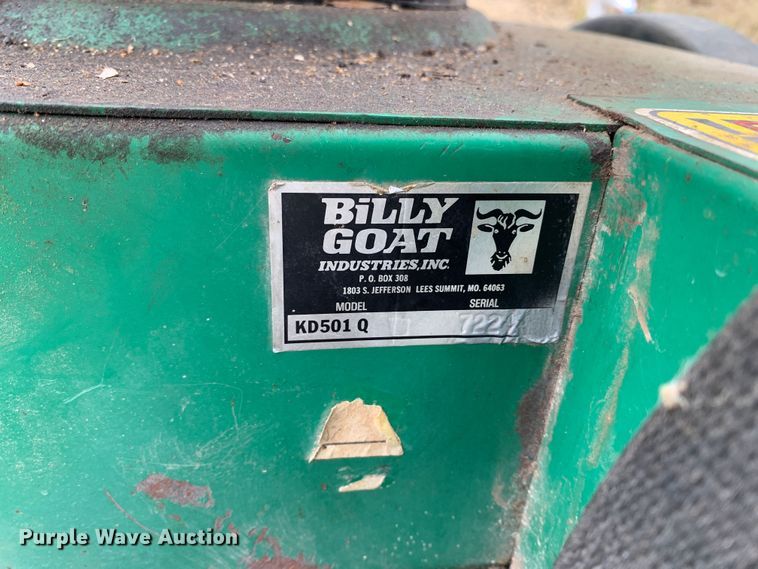 BiLLY
GOAT
INDUSTRIES, INC.
P. O. BOX 308
1803 S. JEFFERSON LEES SUMMIT, MO. 64063
MODEL SERIAL
KD501 Q
Purple Wave Auction